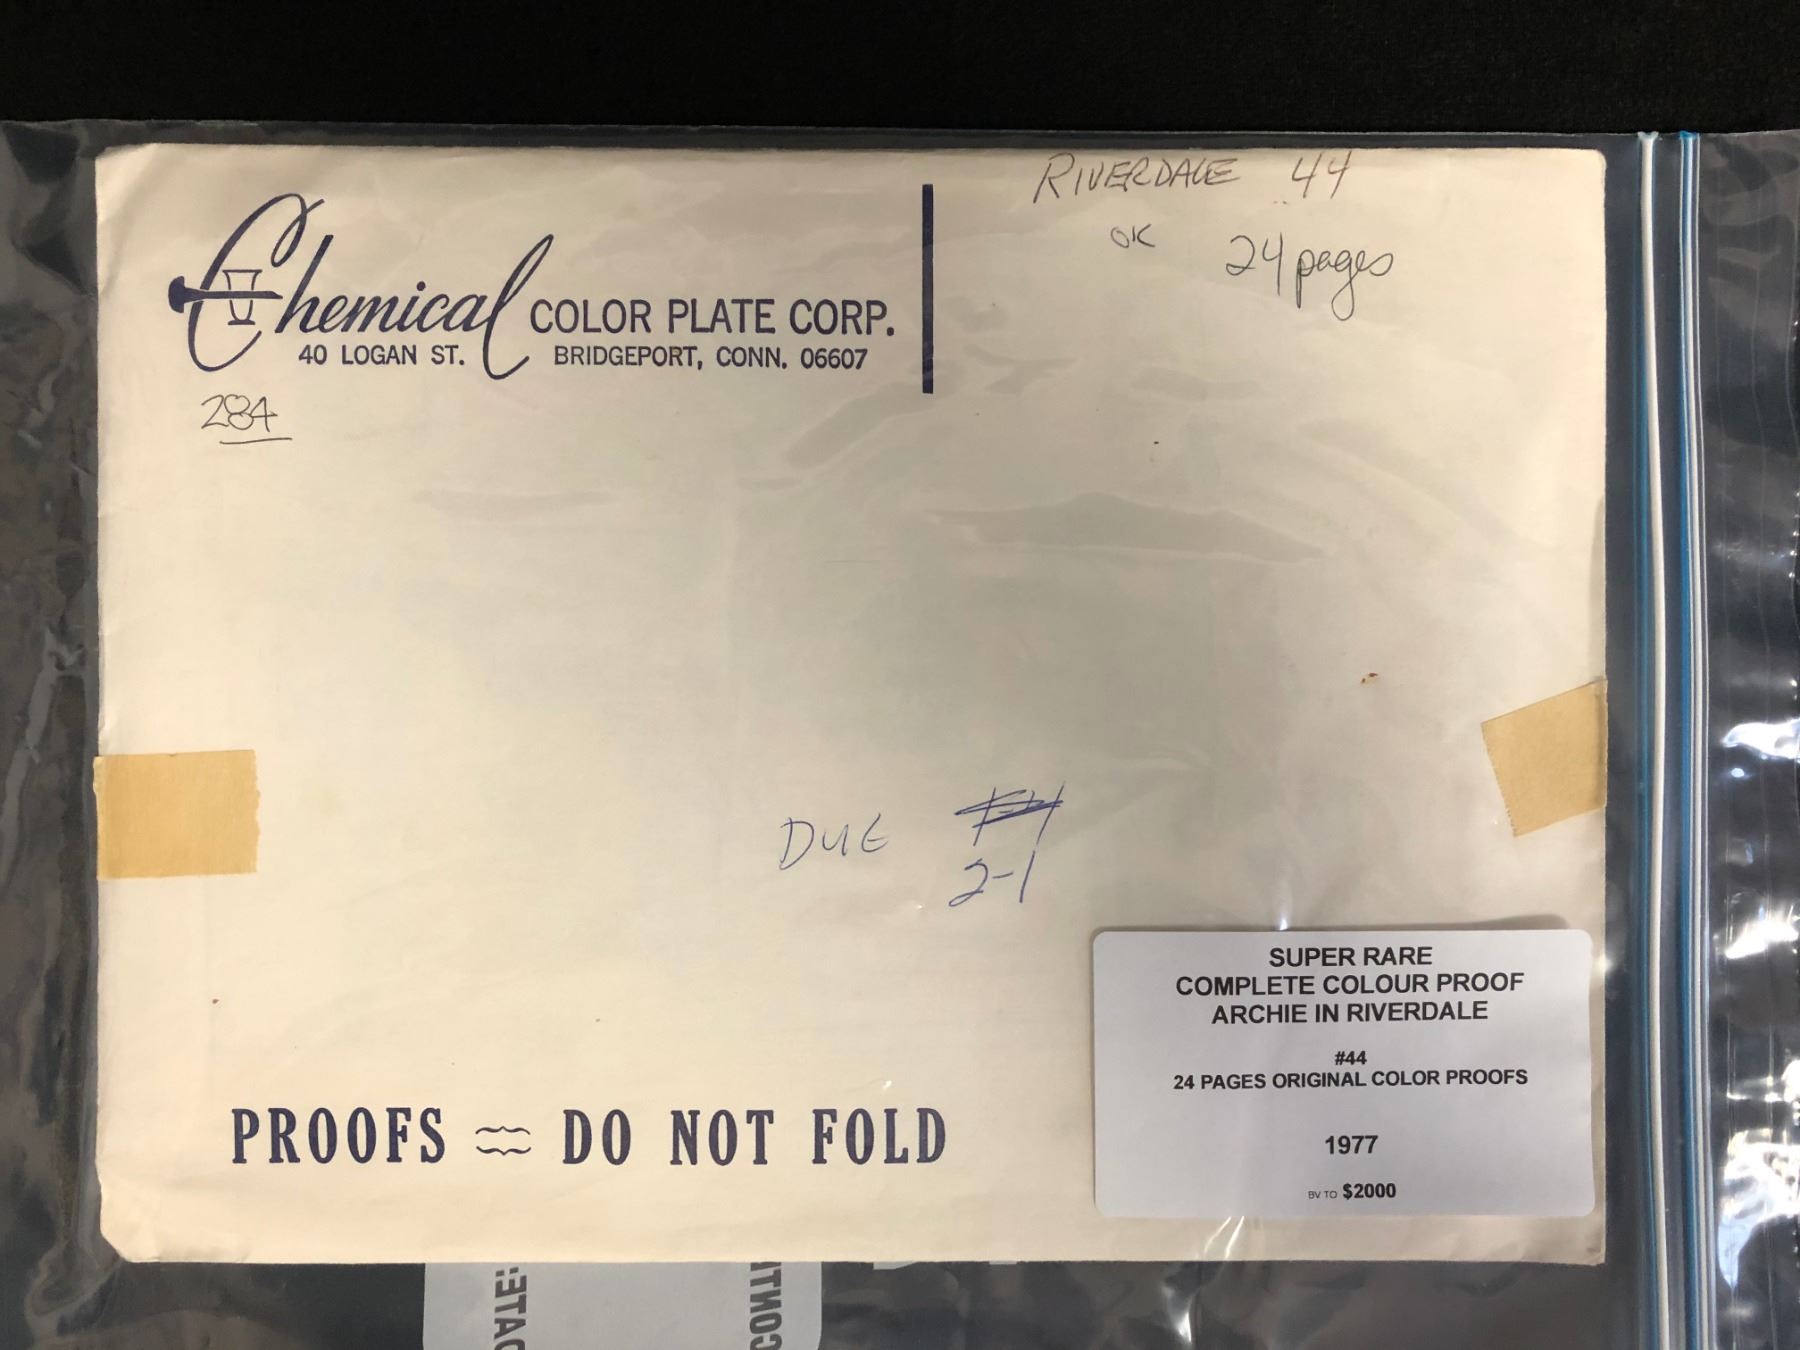 RIVERDALE 44
OK 24 pages
Chemical COLOR PLATE CORP.
40 LOGAN ST. BRIDGEPORT, CONN. 06607
284
DUE
2-1
PROOFS DO NOT FOLD
SUPER RARE
COMPLETE COLOUR PROOF
ARCHIE IN RIVERDALE
#44
24 PAGES ORIGINAL COLOR PROOFS
1977
BV TO $2000
DATE: